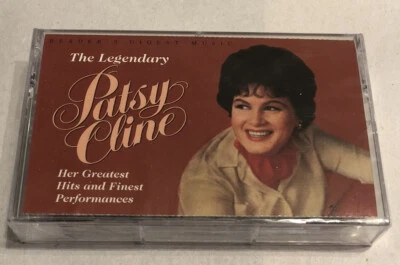 READER'S DIGEST MUSIC
The Legendary
Patsy
Cline
Her Greatest
Hits and Finest
Performances